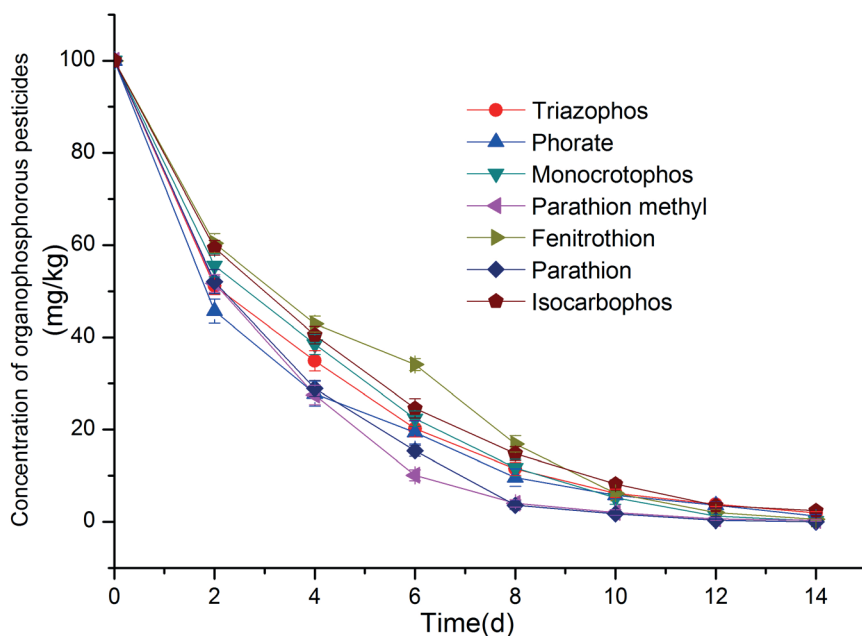 Concentration of organophosphorous pesticides
(mg/kg)
100
80
60
40
20
0
Triazophos
Phorate
Monocrotophos
Parathion methyl
Fenitrothion
Parathion
Isocarbophos
0 2 4 6 8 10 12 14
Time(d)